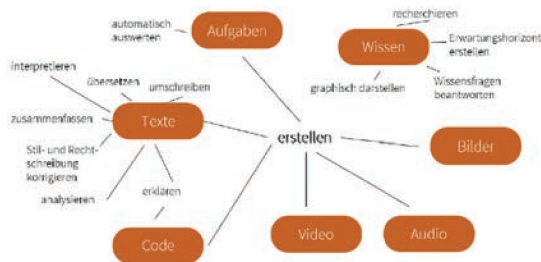 automatisch
auswerten
Aufgaben
recherchieren
Wissen
Erwartungshorizont
erstellen
graphisch darstellen
Wissensfragen
beantworten
interpretieren
übersetzen
umschreiben
zusammenfassen
Texte
Stil- und Recht-
schreibung
korrigieren
analysieren
erklären
Code
erstellen
Bilder
Video
Audio